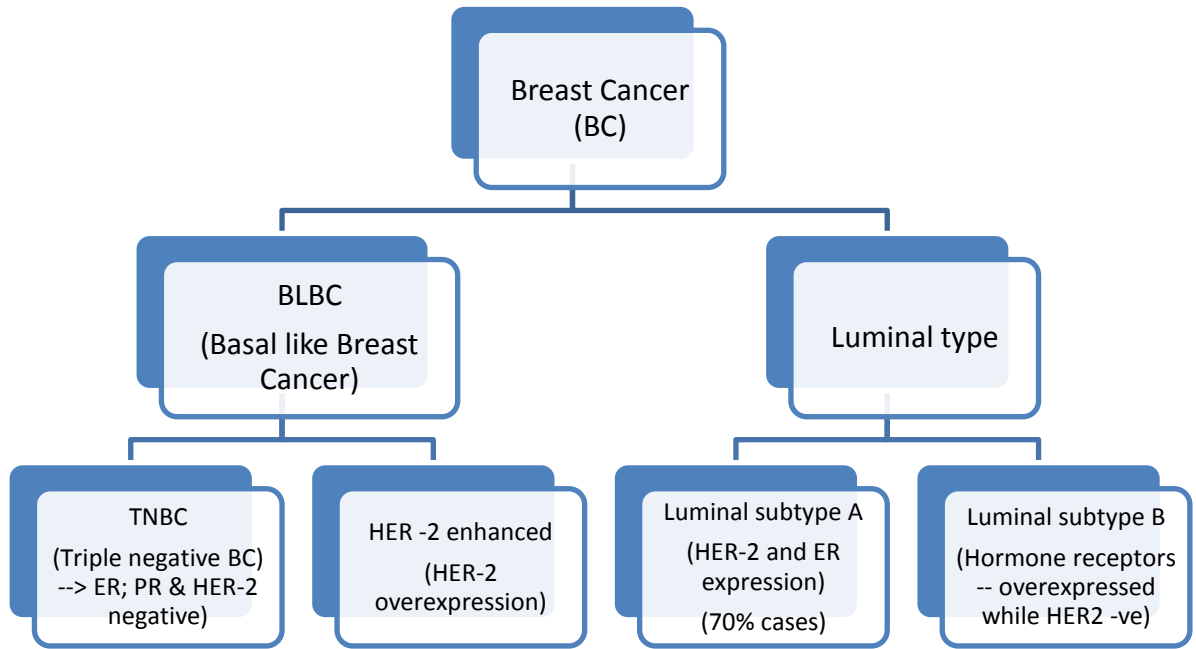 Breast Cancer
(BC)
BLBC
(Basal like Breast
Cancer)
Luminal type
TNBC
(Triple negative BC)
--> ER; PR & HER-2
negative)
HER -2 enhanced
(HER-2
overexpression)
Luminal subtype A
(HER-2 and ER
expression)
(70% cases)
Luminal subtype B
(Hormone receptors
-- overexpressed
while HER2 -ve)